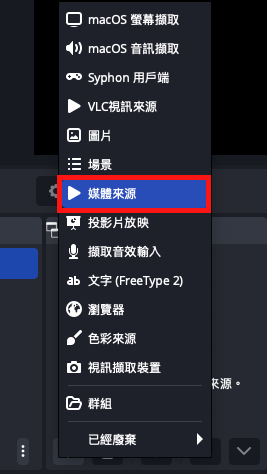 macOS 螢幕擷取
macOS 音訊擷取
Syphon 用戶端
VLC視訊來源
圖片
場景
媒體來源
投影片放映
擷取音效輸入
ab 文字 (FreeType 2)
瀏覽器
色彩來源
來源。
視訊擷取裝置
群組
已經廢棄